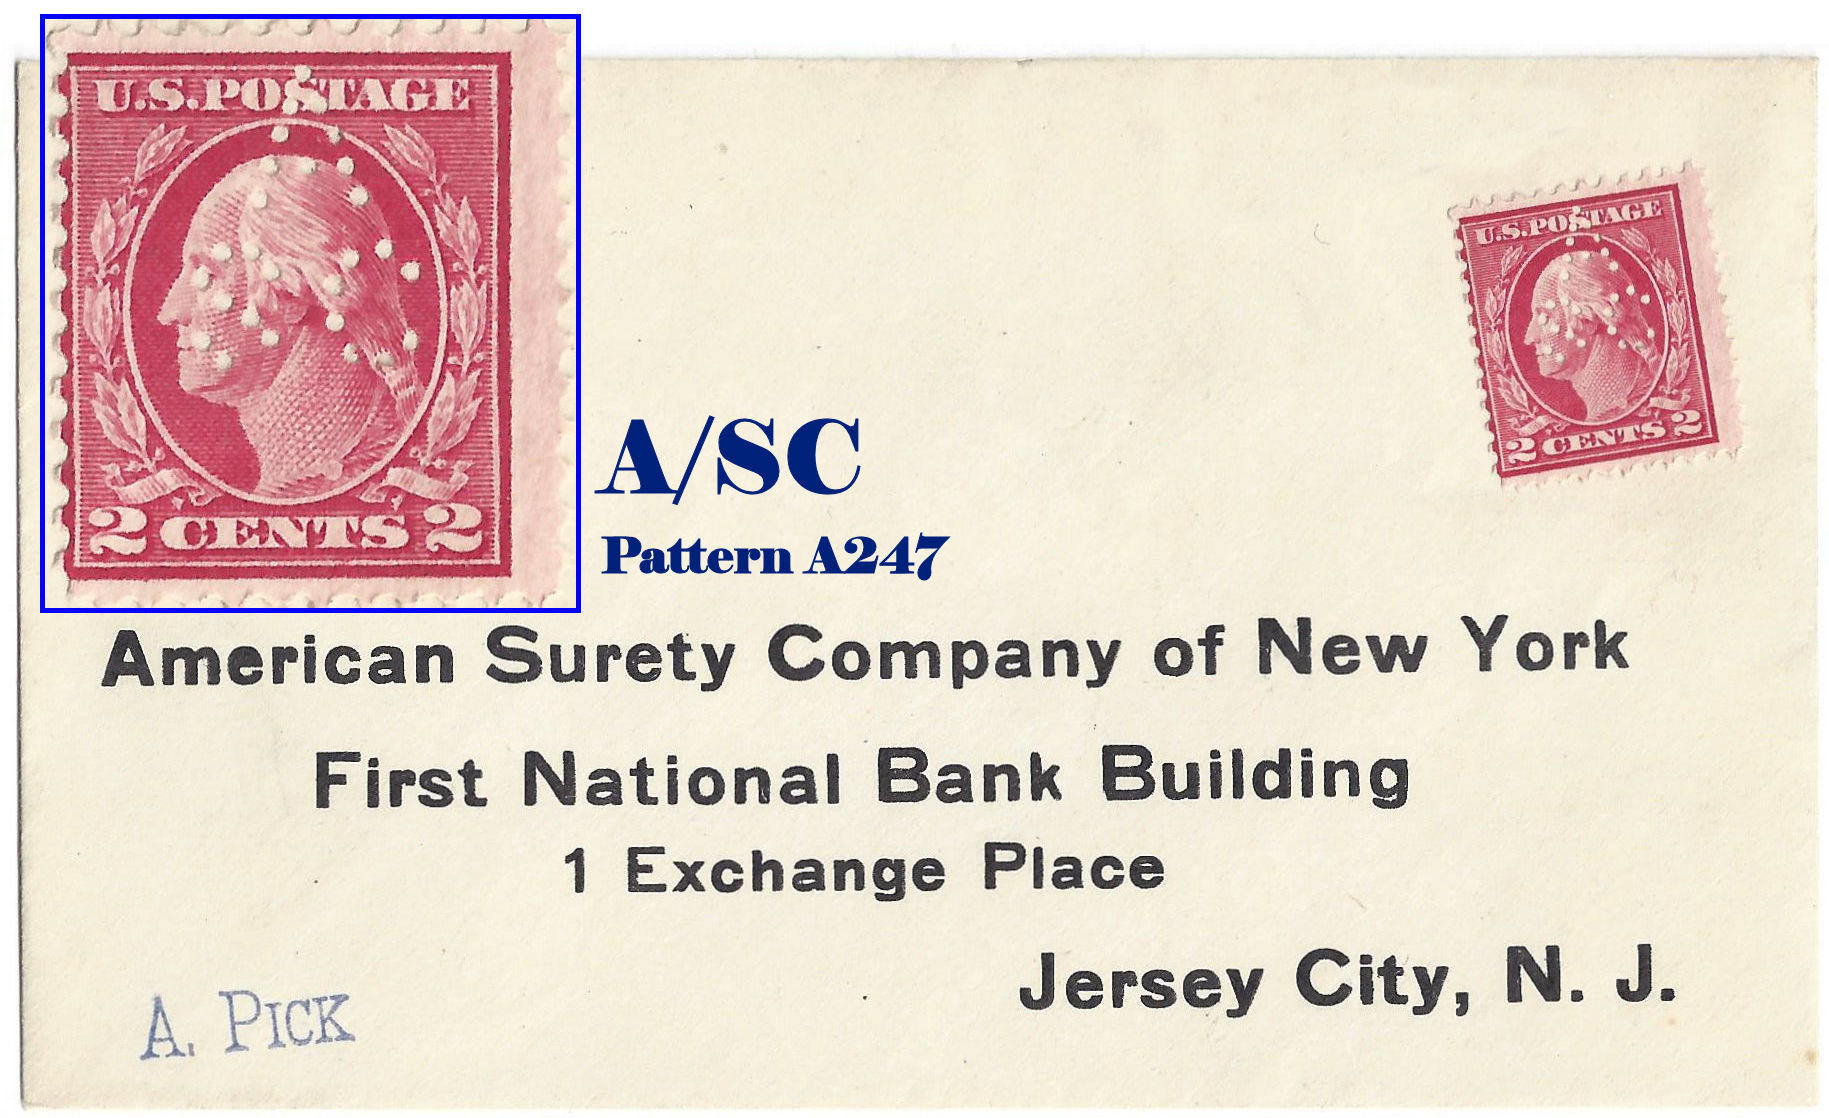 U.S.POSTAGE
2 CENTS 2
A/SC
Pattern A247
U.S.POSTAGE
2 CENTS 2
American Surety Company of New York
First National Bank Building
1 Exchange Place
Jersey City, N. J.
A. PICK